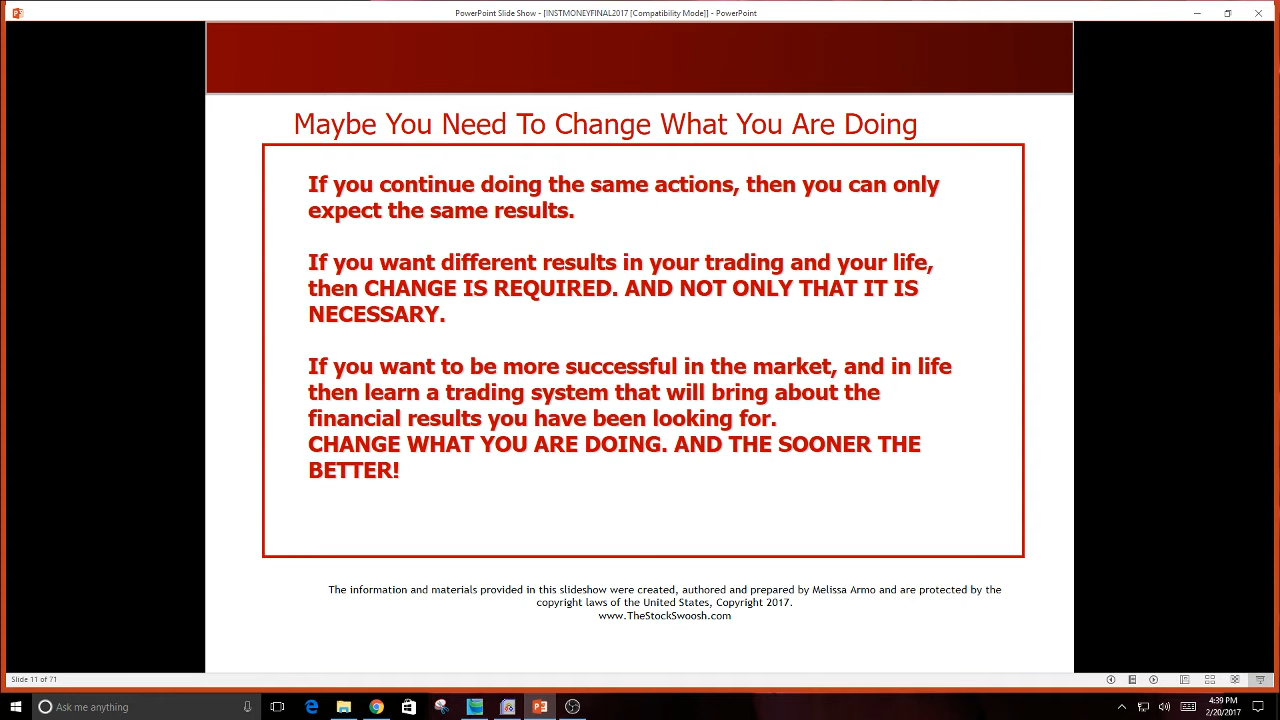 PowerPoint Slide Show - [INSTMONEYFINAL2017 [Compatibility Mode]] - PowerPoint
Maybe You Need To Change What You Are Doing
If you continue doing the same actions, then you can only
expect the same results.
If you want different results in your trading and your life,
then CHANGE IS REQUIRED. AND NOT ONLY THAT IT IS
NECESSARY.
If you want to be more successful in the market, and in life
then learn a trading system that will bring about the
financial results you have been looking for.
CHANGE WHAT YOU ARE DOING. AND THE SOONER THE
BETTER!
The information and materials provided in this slideshow were created, authored and prepared by Melissa Armo and are protected by the
copyright laws of the United States, Copyright 2017.
www.TheStockSwoosh.com
Slide 11 of 71
Ask me anything
4:39 PM
2/20/2017